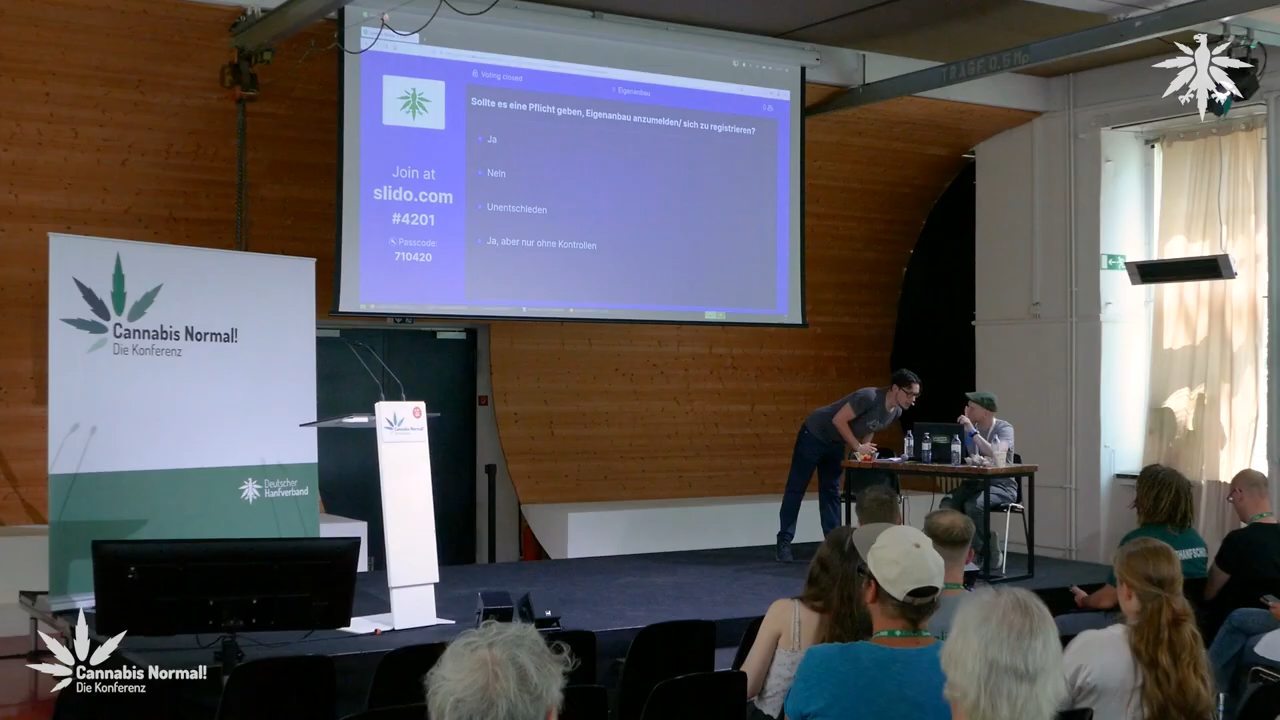 TRAGF. 0,5 Mp
Voting closed
Eigenanbau
Sollte es eine Pflicht geben, Eigenanbau anzumelden/ sich zu registrieren?
Ja
Nein
Unentschieden
Ja, aber nur ohne Kontrollen
Join at
slido.com
#4201
Passcode:
710420
Cannabis Normal!
Die Konferenz
Deutscher
Hanfverband
Cannabis Normal!
Cannabis Normal!
Die Konferenz